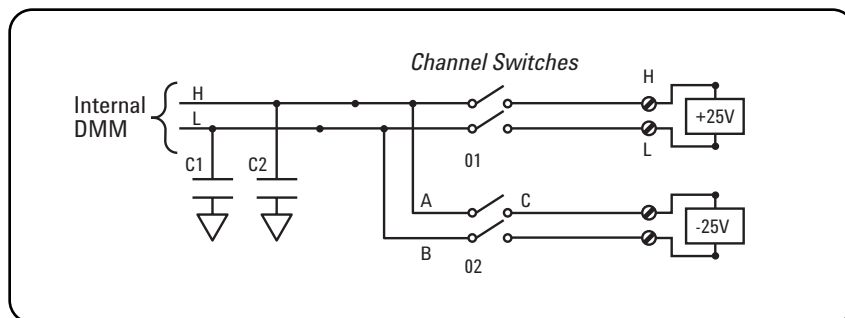 Channel Switches
Internal
DMM
H
L
C1
C2
01
H
L
+25V
A
B
C
02
-25V